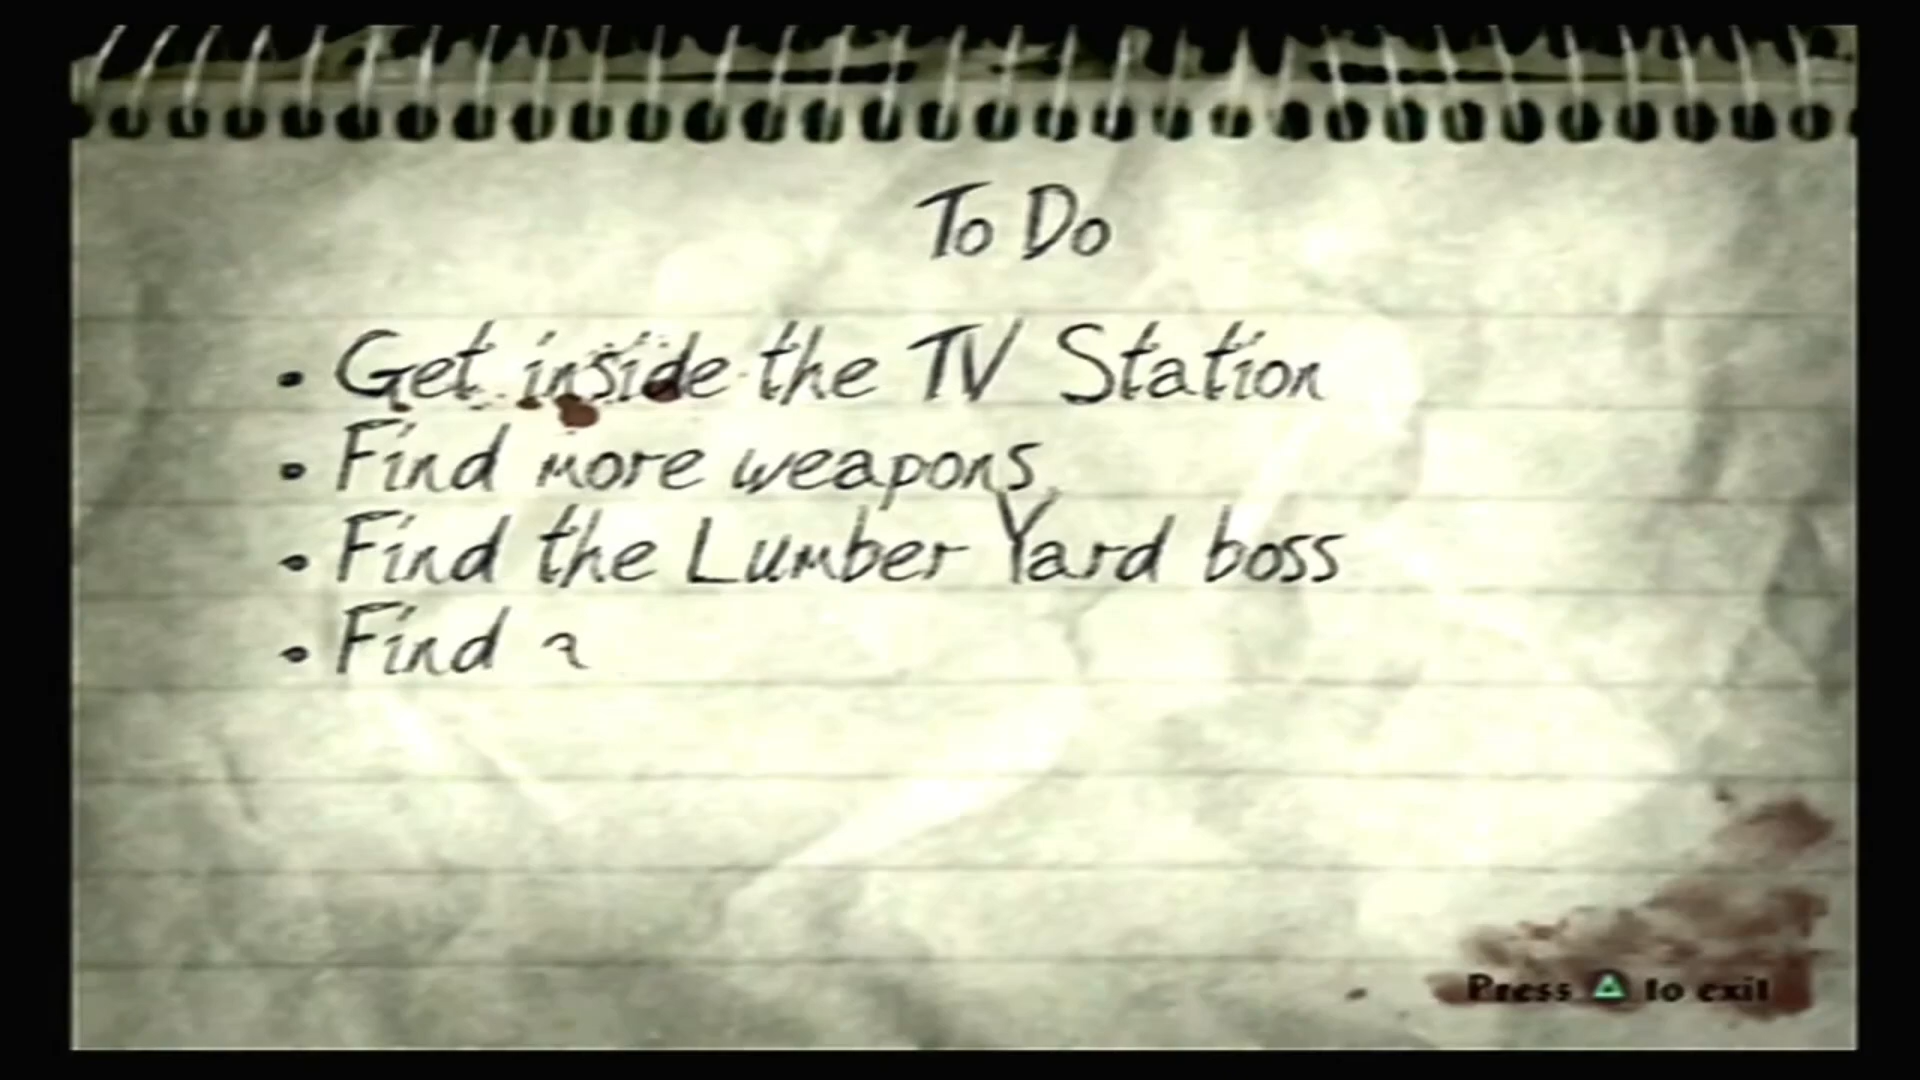 To Do
• Get inside the TV Station
• Find more weapons
• Find the Lumber Yard boss
• Find
Press △ to exit